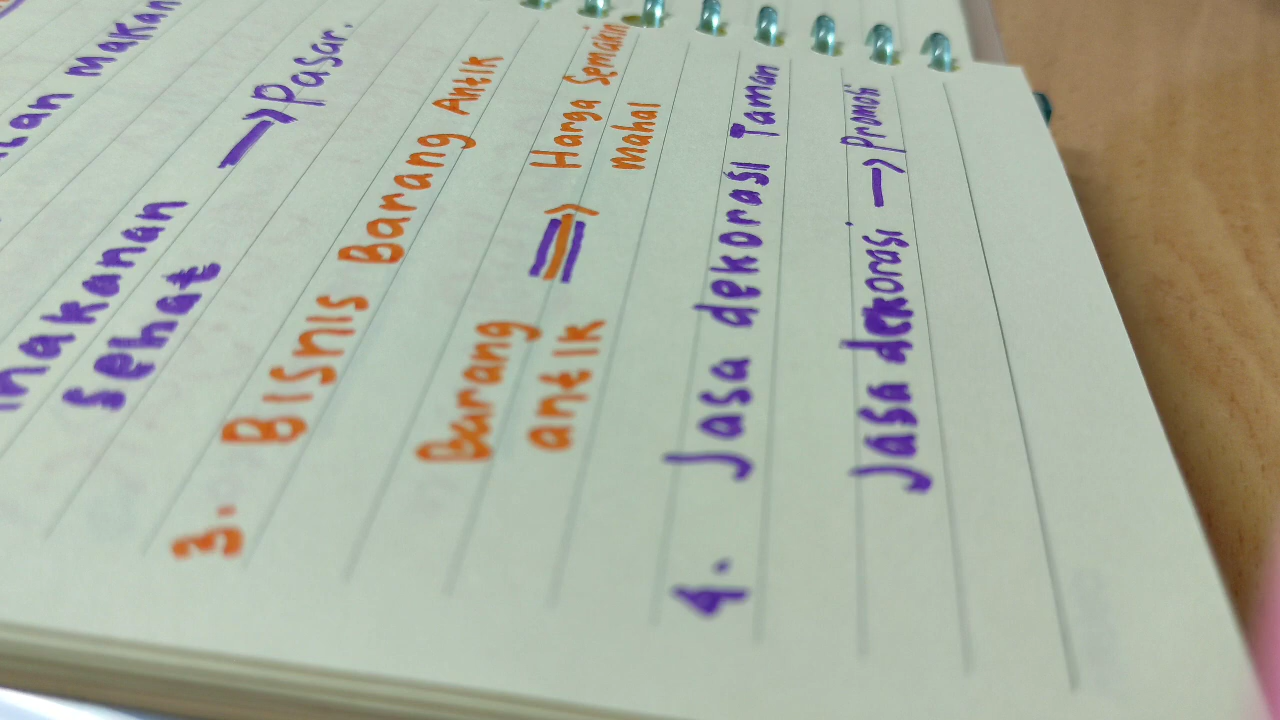 makan
makanan → Pasar.
sehat
3. Bisnis Barang Antik
Barang ⇒ Harga Semakin
antik mahal
4. Jasa dekorasi Taman
Jasa dekorasi → Promosi